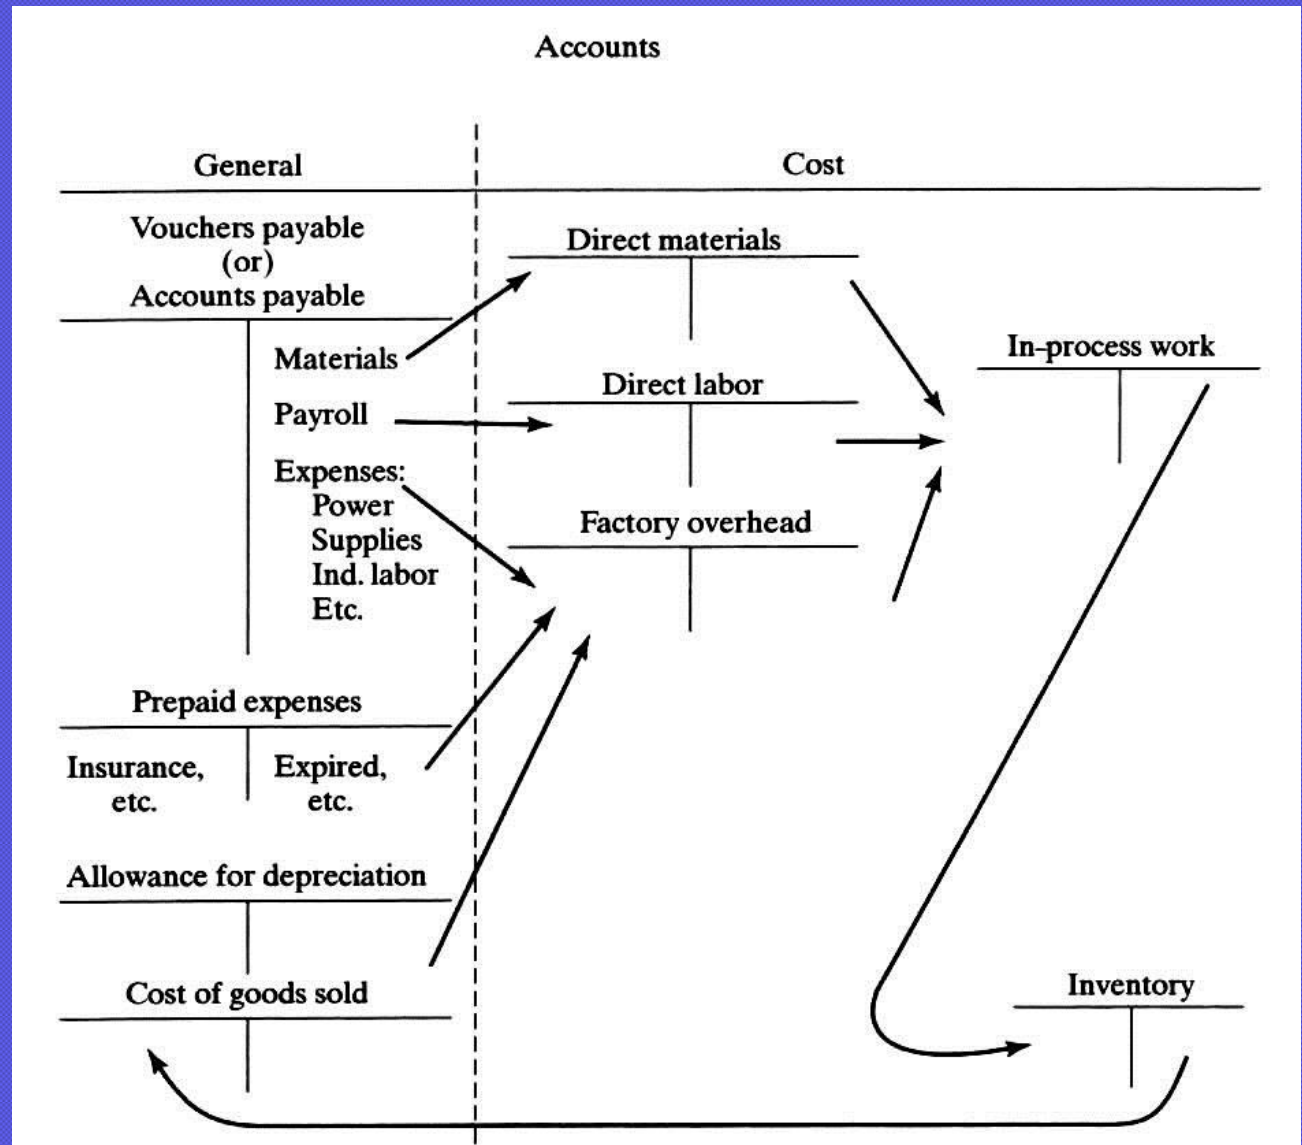 Accounts
General
Cost
Vouchers payable
(or)
Accounts payable
Materials
Payroll
Expenses:
Power
Supplies
Ind. labor
Etc.
Prepaid expenses
Insurance,
etc.
Expired,
etc.
Allowance for depreciation
Cost of goods sold
Direct materials
Direct labor
Factory overhead
In-process work
Inventory